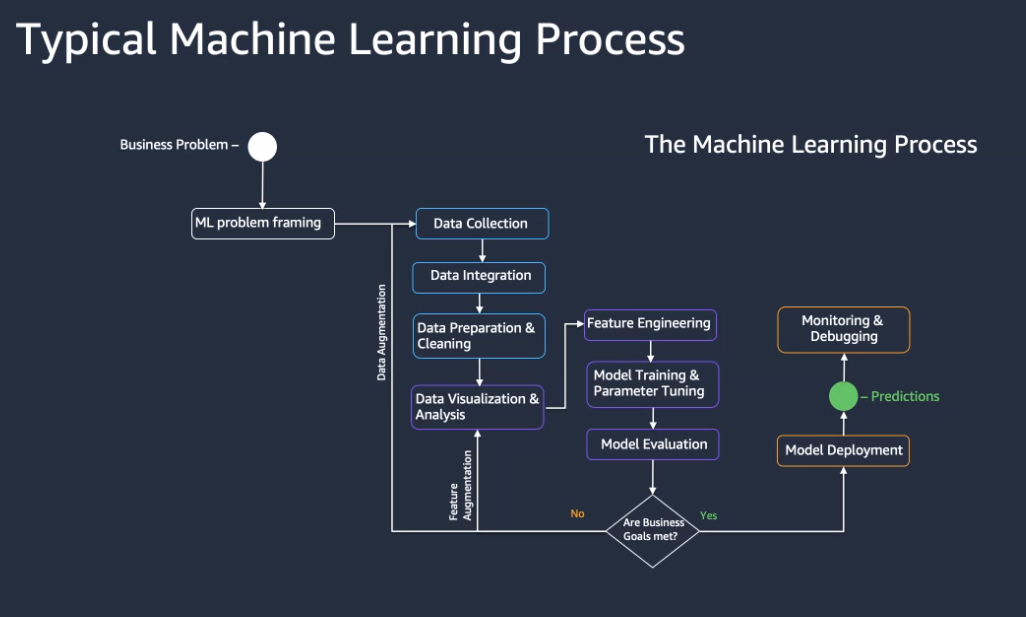 Typical Machine Learning Process
Business Problem –
The Machine Learning Process
ML problem framing
Data Collection
Data Integration
Data Preparation &
Cleaning
Data Visualization &
Analysis
Data Augmentation
Feature
Augmentation
Feature Engineering
Model Training &
Parameter Tuning
Model Evaluation
Are Business
Goals met?
No
Yes
Monitoring &
Debugging
– Predictions
Model Deployment